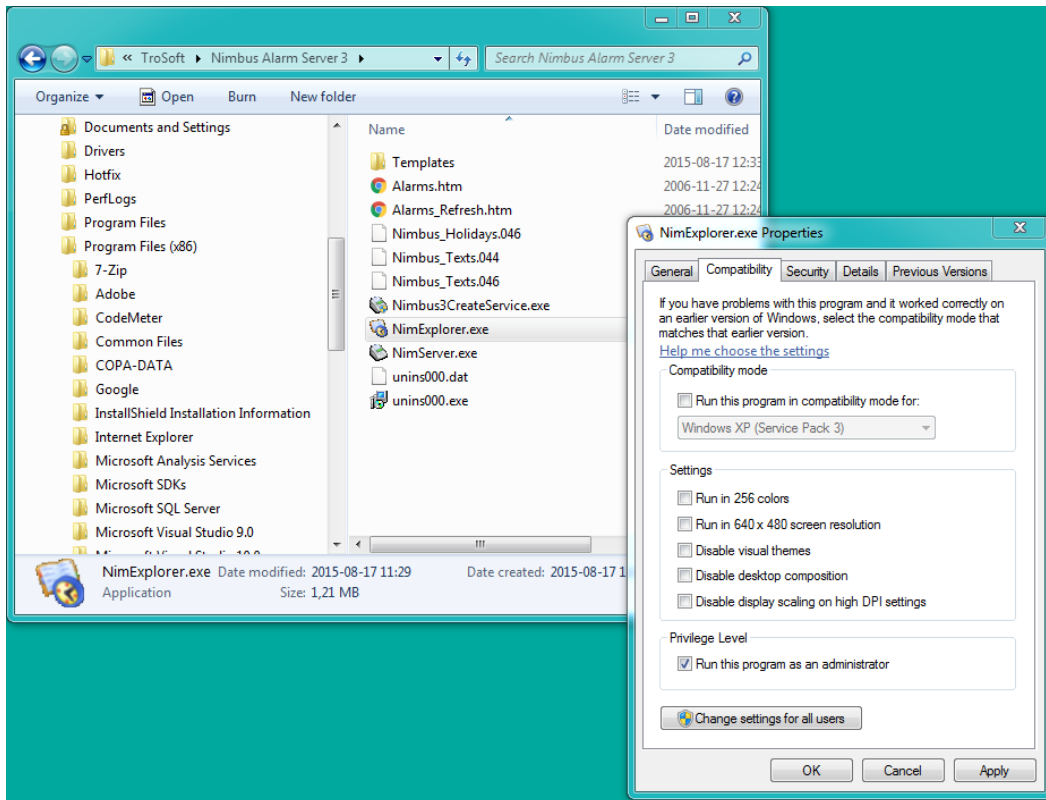 « TroSoft ▸ Nimbus Alarm Server 3 ▸
Search Nimbus Alarm Server 3
Organize Open Burn New folder
Documents and Settings
Drivers
Hotfix
PerfLogs
Program Files
Program Files (x86)
7-Zip
Adobe
CodeMeter
Common Files
COPA-DATA
Google
InstallShield Installation Information
Internet Explorer
Microsoft Analysis Services
Microsoft SDKs
Microsoft SQL Server
Microsoft Visual Studio 9.0
Name Date modified
Templates 2015-08-17 12:33
Alarms.htm 2006-11-27 12:24
Alarms_Refresh.htm 2006-11-27 12:24
Nimbus_Holidays.046
Nimbus_Texts.044
Nimbus_Texts.046
Nimbus3CreateService.exe
NimExplorer.exe
NimServer.exe
unins000.dat
unins000.exe
NimExplorer.exe Date modified: 2015-08-17 11:29 Date created: 2015-08-17 1
Application Size: 1,21 MB
NimExplorer.exe Properties
General Compatibility Security Details Previous Versions
If you have problems with this program and it worked correctly on
an earlier version of Windows, select the compatibility mode that
matches that earlier version.
Help me choose the settings
Compatibility mode
Run this program in compatibility mode for:
Windows XP (Service Pack 3)
Settings
Run in 256 colors
Run in 640 x 480 screen resolution
Disable visual themes
Disable desktop composition
Disable display scaling on high DPI settings
Privilege Level
Run this program as an administrator
Change settings for all users
OK Cancel Apply